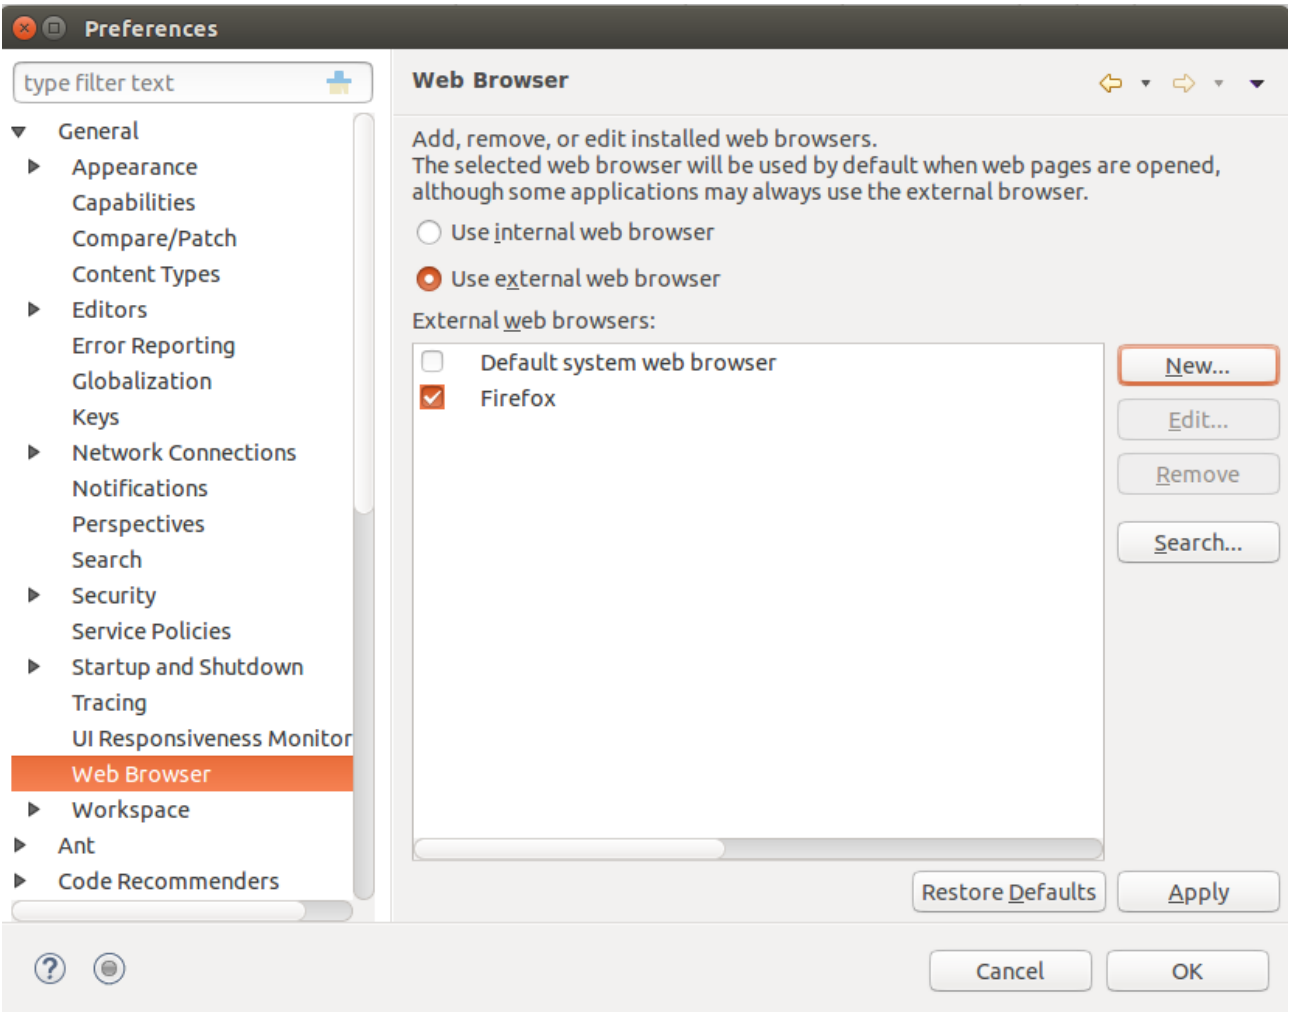 Preferences
type filter text
General
Appearance
Capabilities
Compare/Patch
Content Types
Editors
Error Reporting
Globalization
Keys
Network Connections
Notifications
Perspectives
Search
Security
Service Policies
Startup and Shutdown
Tracing
UI Responsiveness Monitor
Web Browser
Workspace
Ant
Code Recommenders
Web Browser
Add, remove, or edit installed web browsers.
The selected web browser will be used by default when web pages are opened,
although some applications may always use the external browser.
Use internal web browser
Use external web browser
External web browsers:
Default system web browser
Firefox
New...
Edit...
Remove
Search...
Restore Defaults
Apply
?
Cancel
OK